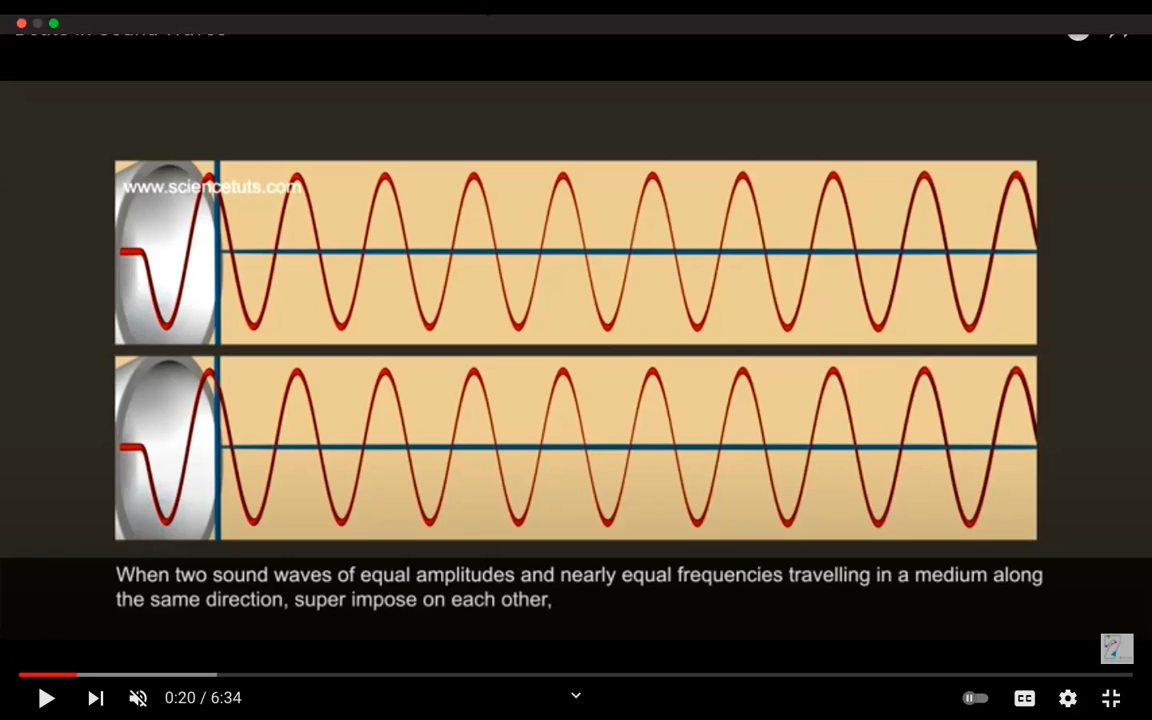 www.sciencetuts.com
When two sound waves of equal amplitudes and nearly equal frequencies travelling in a medium along
the same direction, super impose on each other,
0:20 / 6:34
CC